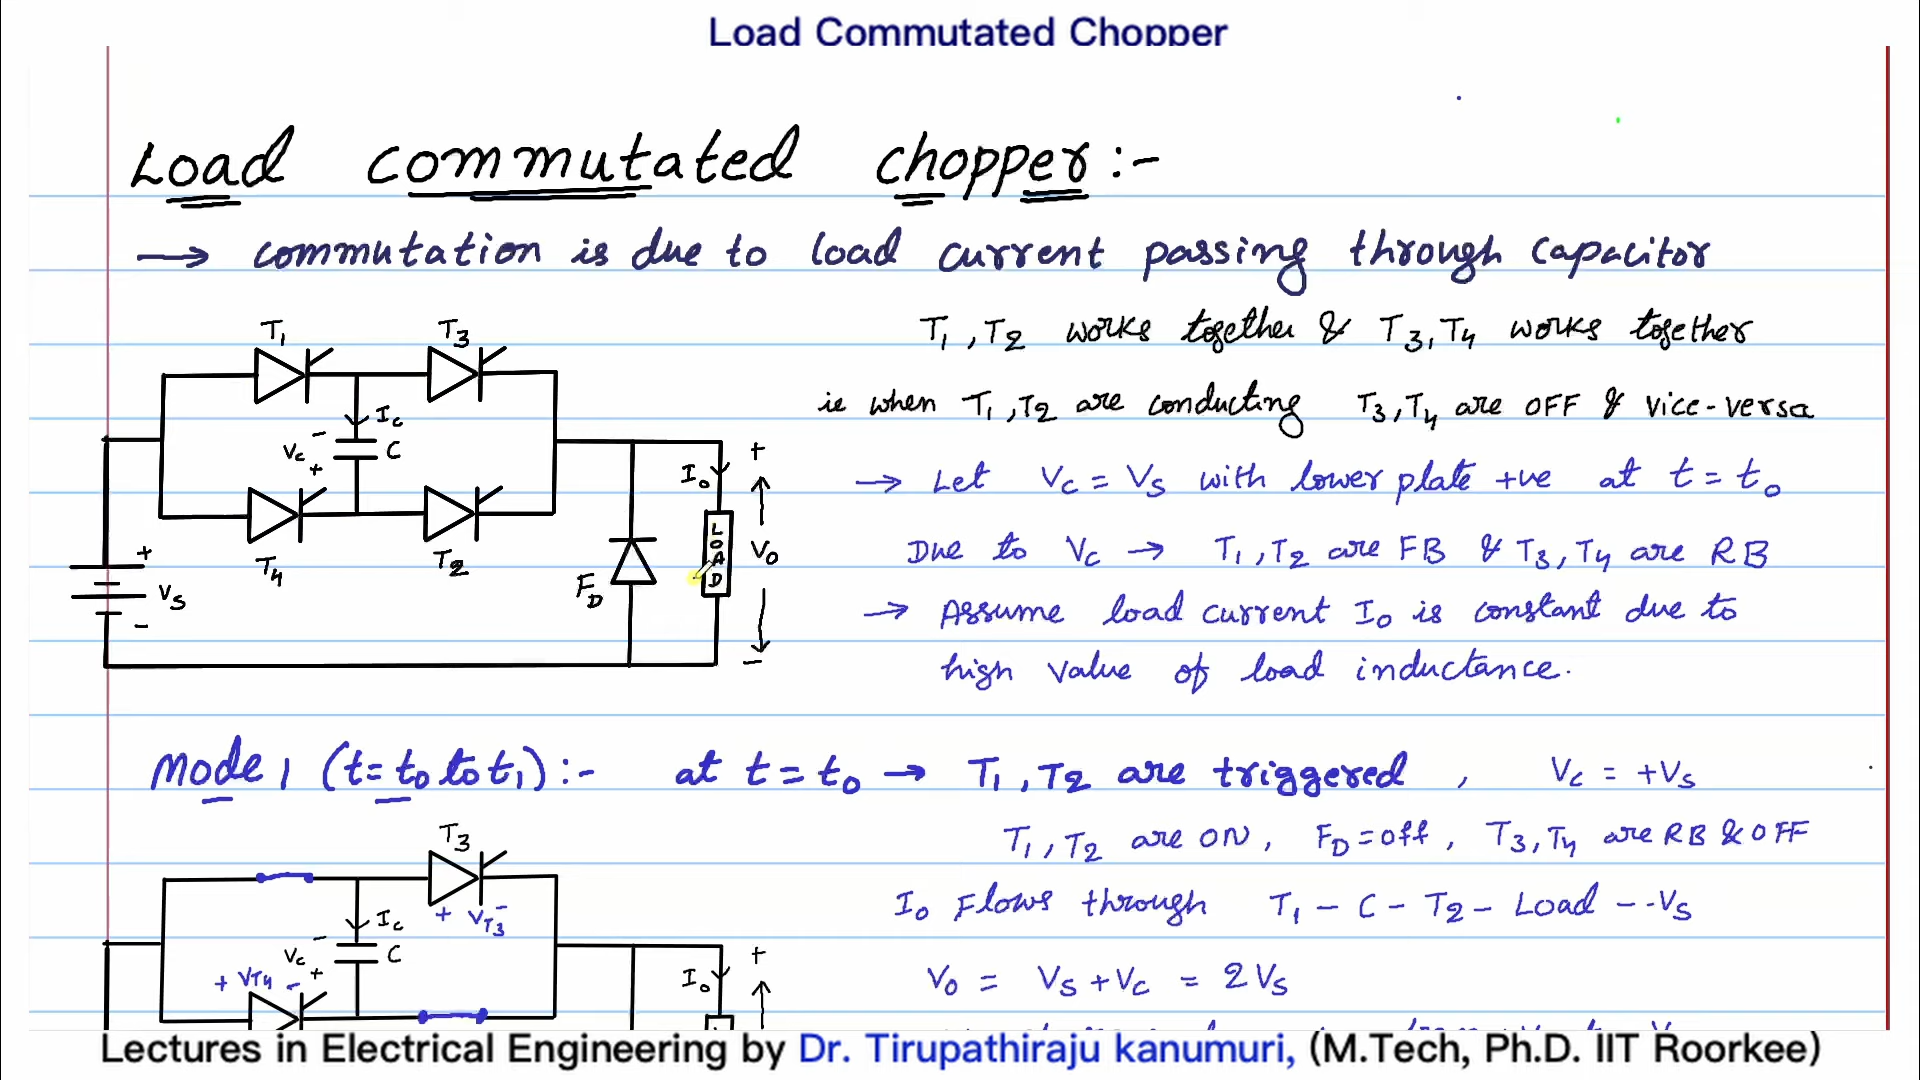 Load Commutated Chopper
Load commutated chopper:-
→ commutation is due to load current passing through capacitor
T1 T3
T1, T2 works together & T3, T4 works together
ie when T1, T2 are conducting T3, T4 are OFF & vice-versa
- Ic
Vc C
+
I0 +
→ Let Vc = Vs with lower plate +ve at t = t0
T4 T2
LOAD
V0
Due to Vc → T1, T2 are FB & T3, T4 are RB
+
Vs
-
FD
-
→ Assume load current I0 is constant due to
high value of load inductance.
Mode 1 (t = t0 to t1) :- at t = t0 → T1, T2 are triggered , Vc = +Vs
T3
T1, T2 are ON, FD = off, T3, T4 are RB & OFF
+ VT3 -
- Ic
Vc C
+
I0 Flows through T1 - C - T2 - Load - -Vs
+ VT4 -
I0 +
V0 = Vs + Vc = 2Vs
Lectures in Electrical Engineering by Dr. Tirupathiraju kanumuri, (M.Tech, Ph.D. IIT Roorkee)